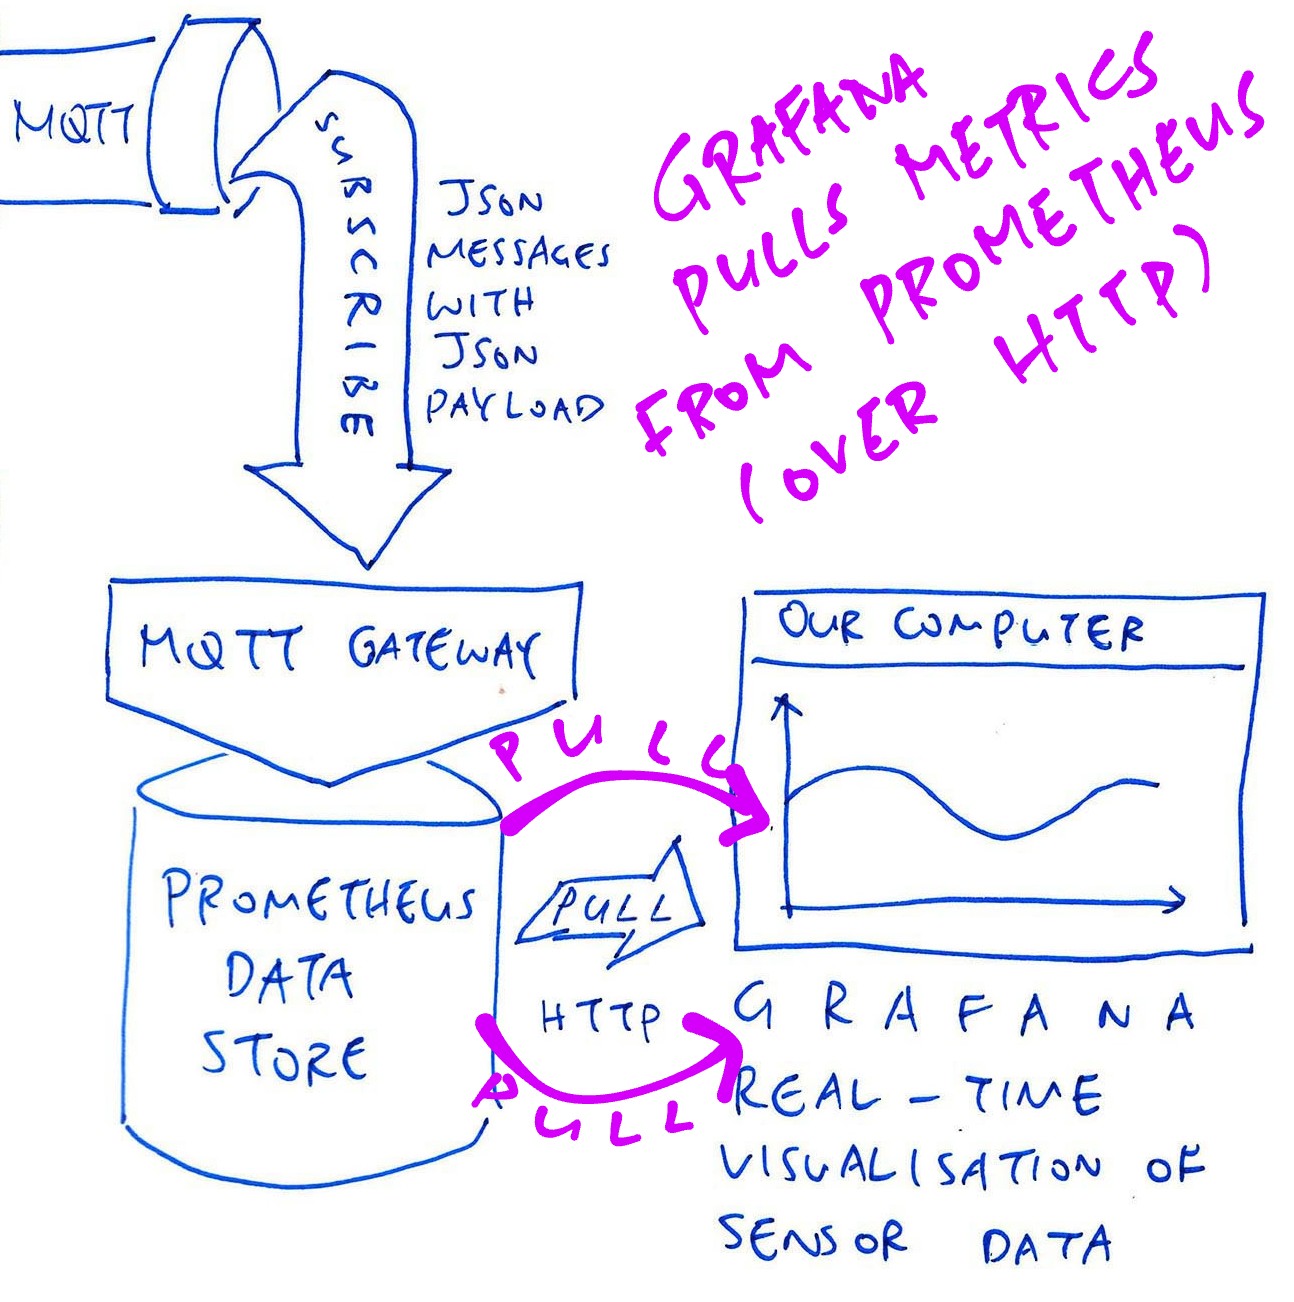 MQTT
SUBSCRIBE
JSON
MESSAGES
WITH
JSON
PAYLOAD
GRAFANA
PULLS METRICS
FROM PROMETHEUS
(OVER HTTP)
MQTT GATEWAY
PROMETHEUS
DATA
STORE
PULL
PULL
HTTP
PULL
OUR COMPUTER
GRAFANA
REAL-TIME
VISUALISATION OF
SENSOR DATA